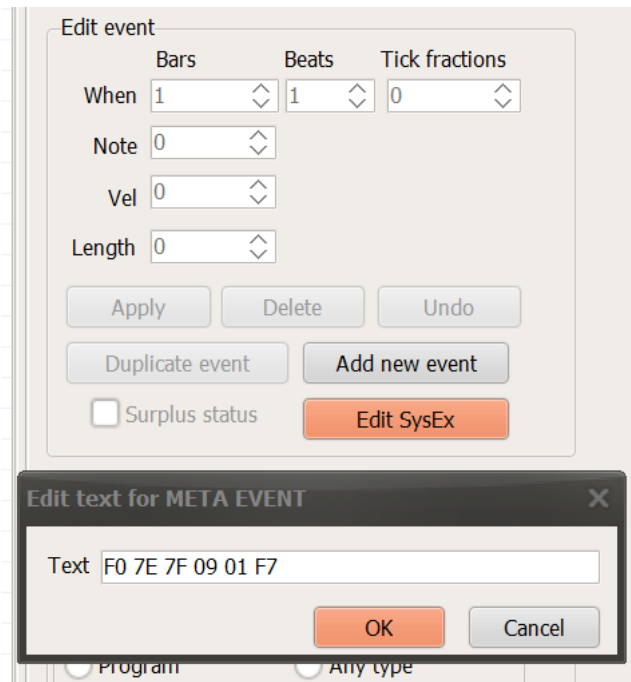 Edit event
Bars Beats Tick fractions
When 1 1 0
Note 0
Vel 0
Length 0
Apply Delete Undo
Duplicate event Add new event
Surplus status Edit SysEx
Edit text for META EVENT
Text F0 7E 7F 09 01 F7
OK Cancel
Program Any type